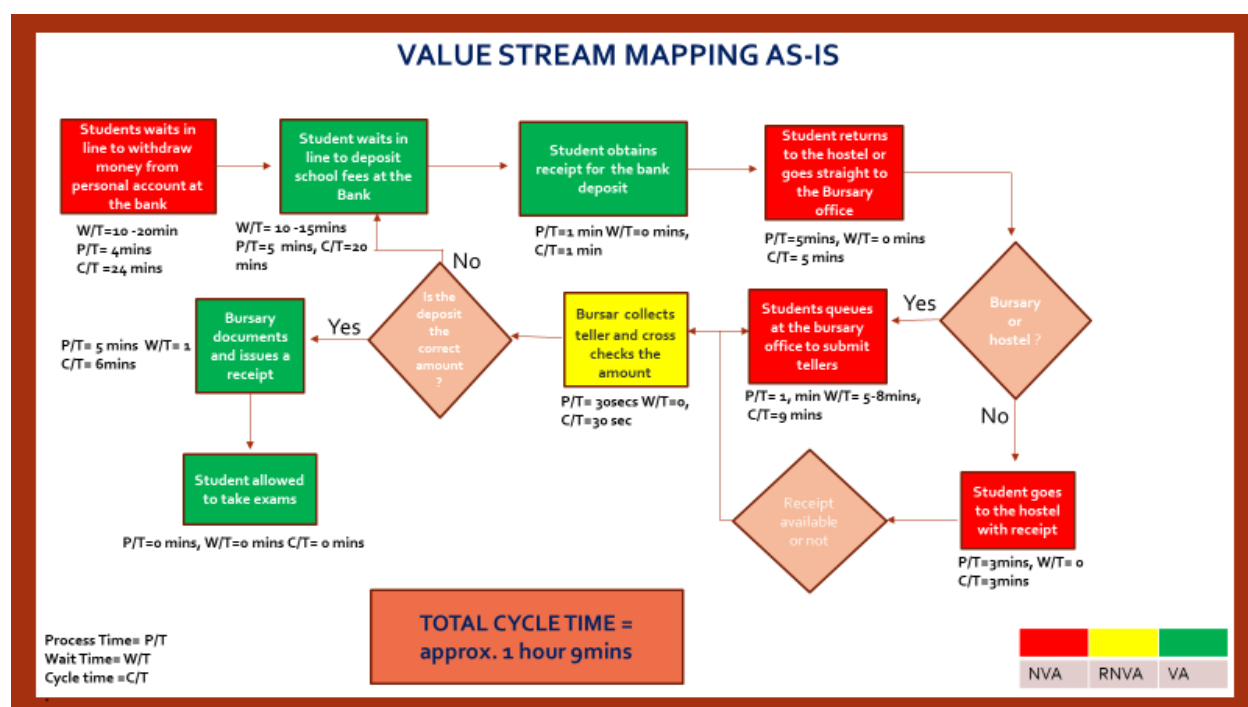 VALUE STREAM MAPPING AS-IS
Students waits in
line to withdraw
money from
personal account at
the bank
W/T=10 -20min
P/T= 4mins
C/T =24 mins
Student waits in
line to deposit
school fees at the
Bank
W/T= 10 -15mins
P/T=5 mins, C/T=20
mins
Student obtains
receipt for the bank
deposit
P/T=1 min W/T=0 mins,
C/T=1 min
Student returns
to the hostel or
goes straight to
the Bursary
office
P/T=5mins, W/T= 0 mins
C/T= 5 mins
Bursary
or
hostel ?
Yes
No
Students queues
at the bursary
office to submit
tellers
P/T= 1, min W/T= 5-8mins,
C/T=9 mins
Bursar collects
teller and cross
checks the
amount
P/T= 30secs W/T=0,
C/T=30 sec
Is the
deposit
the
correct
amount
?
No
Yes
Bursary
documents
and issues a
receipt
P/T= 5 mins W/T= 1
C/T= 6mins
Student allowed
to take exams
P/T=0 mins, W/T=0 mins C/T= 0 mins
Receipt
available
or not
Student goes
to the hostel
with receipt
P/T=3mins, W/T= 0
C/T=3mins
TOTAL CYCLE TIME =
approx. 1 hour 9mins
Process Time= P/T
Wait Time= W/T
Cycle time =C/T
.
NVA RNVA VA